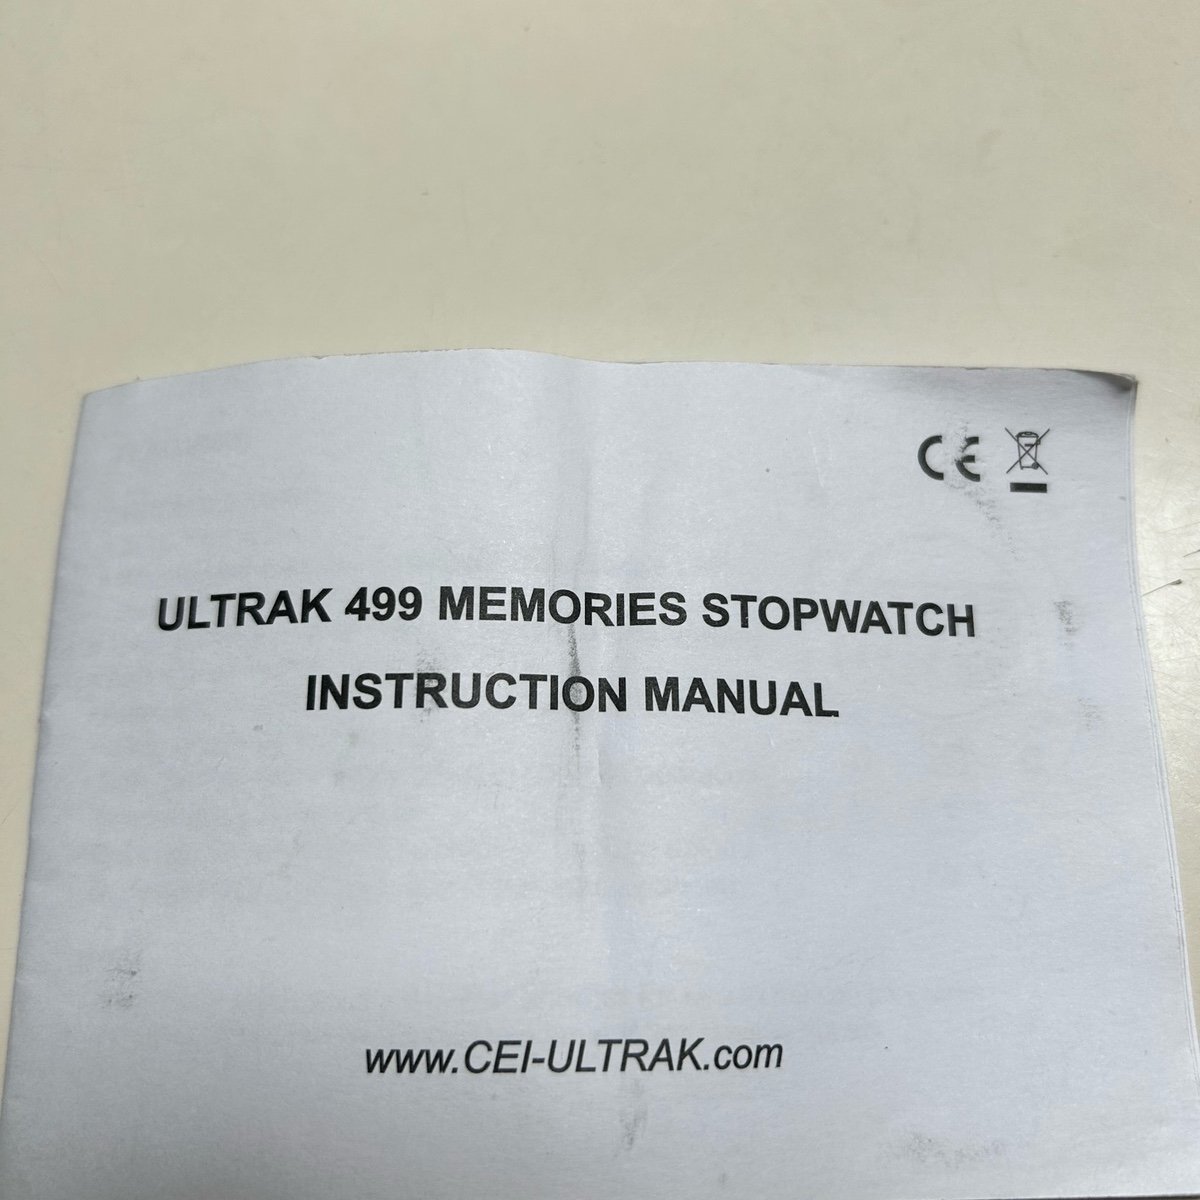 CE
ULTRAK 499 MEMORIES STOPWATCH
INSTRUCTION MANUAL
www.CEI-ULTRAK.com